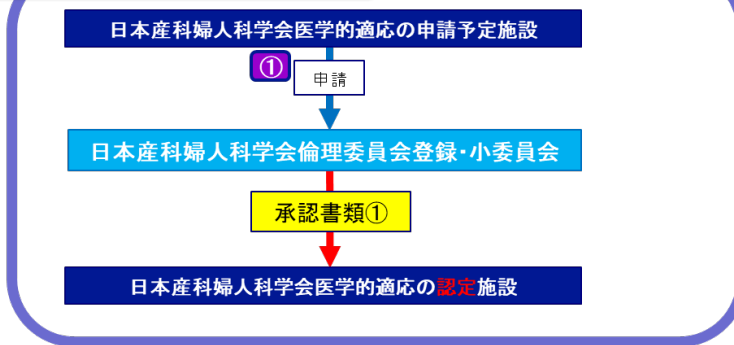 日本産科婦人科学会医学的適応の申請予定施設
①
申請
日本産科婦人科学会倫理委員会登録・小委員会
承認書類①
日本産科婦人科学会医学的適応の認定施設